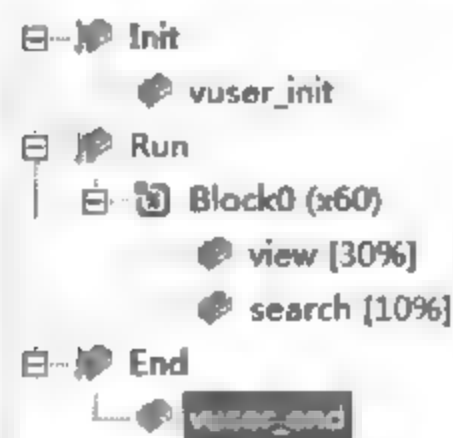 Init
vuser_init
Run
Block0 (x60)
view [30%]
search [10%]
End
vuser_end